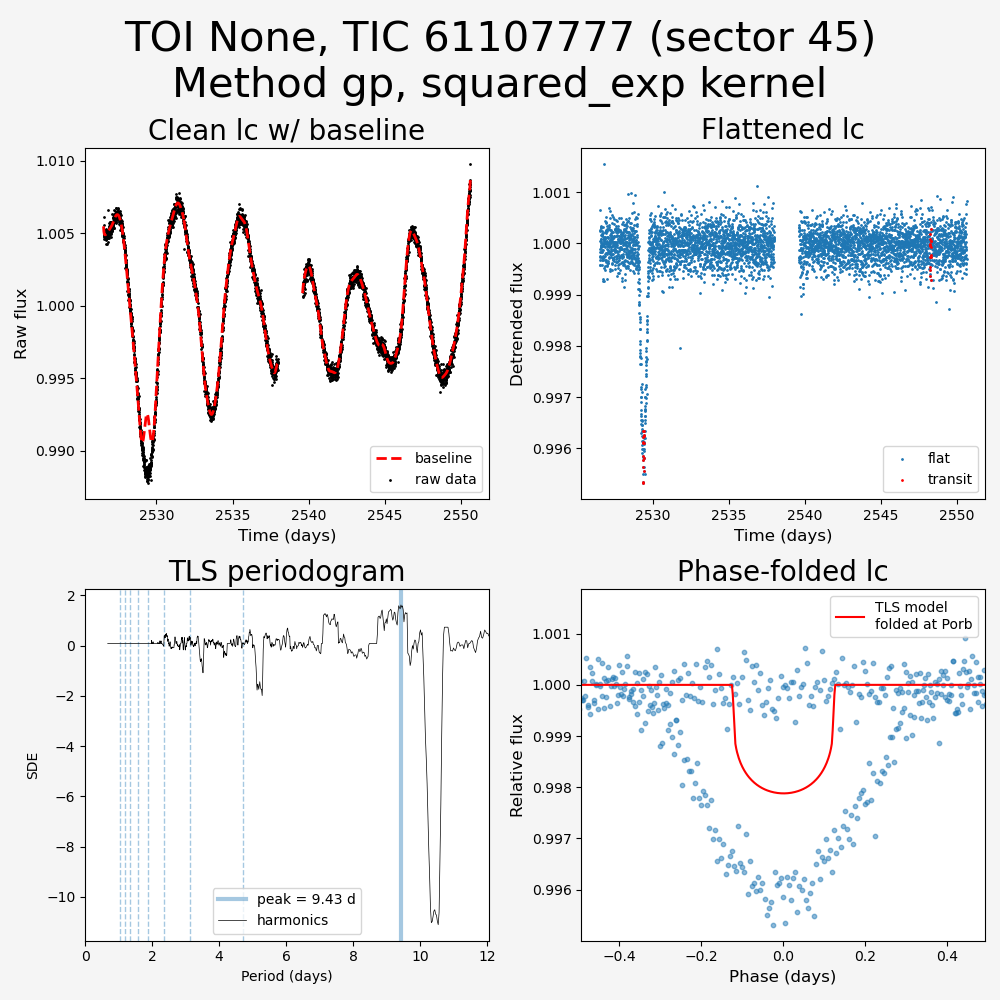 TOI None, TIC 61107777 (sector 45)
Method gp, squared_exp kernel
Clean lc w/ baseline
Raw flux
1.010
1.005
1.000
0.995
0.990
baseline
raw data
2530
2535
2540
2545
2550
Time (days)
Flattened lc
Detrended flux
1.001
1.000
0.999
0.998
0.997
0.996
flat
transit
2530
2535
2540
2545
2550
Time (days)
TLS periodogram
SDE
2
0
−2
−4
−6
−8
−10
peak = 9.43 d
harmonics
0
2
4
6
8
10
12
Period (days)
Phase-folded lc
Relative flux
1.001
1.000
0.999
0.998
0.997
0.996
TLS model
folded at Porb
−0.4
−0.2
0.0
0.2
0.4
Phase (days)